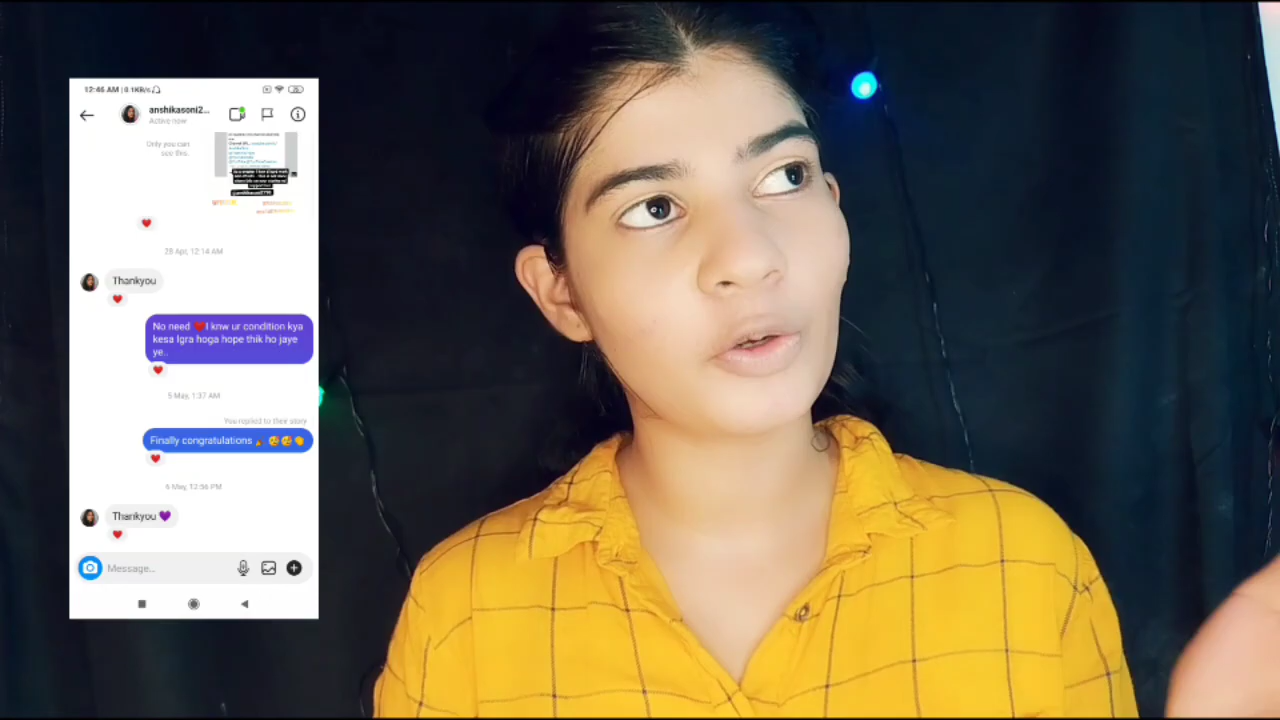 12:46 AM | 0.1KB/s
anshikasoni2...
Active now
Only you can
see this.
28 Apr, 12:14 AM
Thankyou
No need ❤️I knw ur condition kya
kesa lgra hoga hope thik ho jaye
ye..
5 May, 1:37 AM
You replied to their story
Finally congratulations
6 May, 12:56 PM
Thankyou 💜
Message...